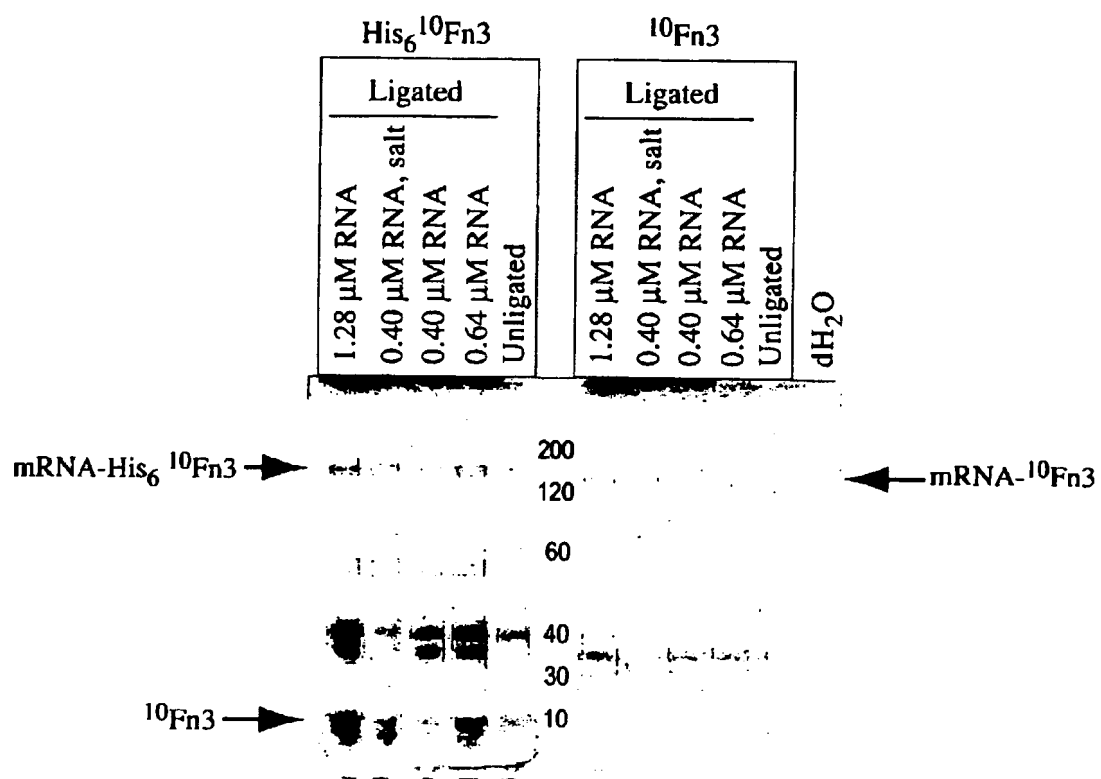 His₆¹⁰Fn3
¹⁰Fn3
Ligated
Ligated
1.28 μM RNA
0.40 μM RNA, salt
0.40 μM RNA
0.64 μM RNA
Unligated
1.28 μM RNA
0.40 μM RNA, salt
0.40 μM RNA
0.64 μM RNA
Unligated
dH₂O
mRNA-His₆ ¹⁰Fn3
200
120
mRNA-¹⁰Fn3
60
40
30
¹⁰Fn3
10